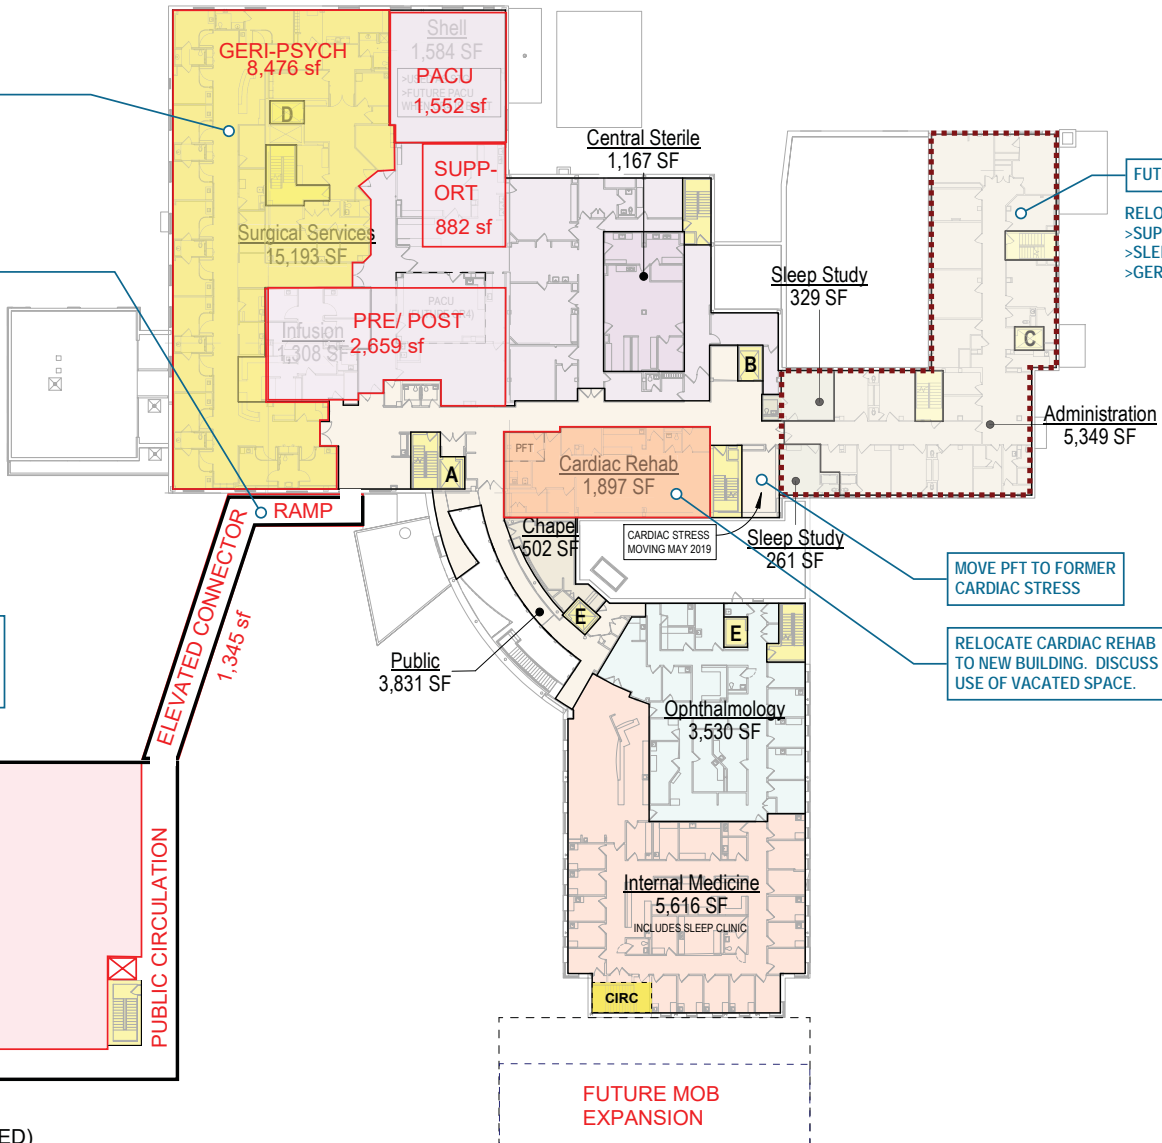 Shell
1,584 SF
GERI-PSYCH
8,476 sf
PACU
1,552 sf
>FUTURE PACU
D
SUPP-
ORT
882 sf
Central Sterile
1,167 SF
Surgical Services
15,193 SF
FUT
RELO
>SUP
>SLE
>GER
Sleep Study
329 SF
PACU
PRE/ POST
2,659 sf
Infusion
1,308 SF
B
C
Administration
5,349 SF
PFT
Cardiac Rehab
1,897 SF
A
RAMP
ELEVATED CONNECTOR
1,345 sf
Chapel
502 SF
CARDIAC STRESS
MOVING MAY 2019
Sleep Study
261 SF
MOVE PFT TO FORMER
CARDIAC STRESS
E
E
RELOCATE CARDIAC REHAB
TO NEW BUILDING. DISCUSS
USE OF VACATED SPACE.
Public
3,831 SF
Ophthalmology
3,530 SF
PUBLIC CIRCULATION
Internal Medicine
5,616 SF
INCLUDES SLEEP CLINIC
CIRC
FUTURE MOB
EXPANSION
ED)